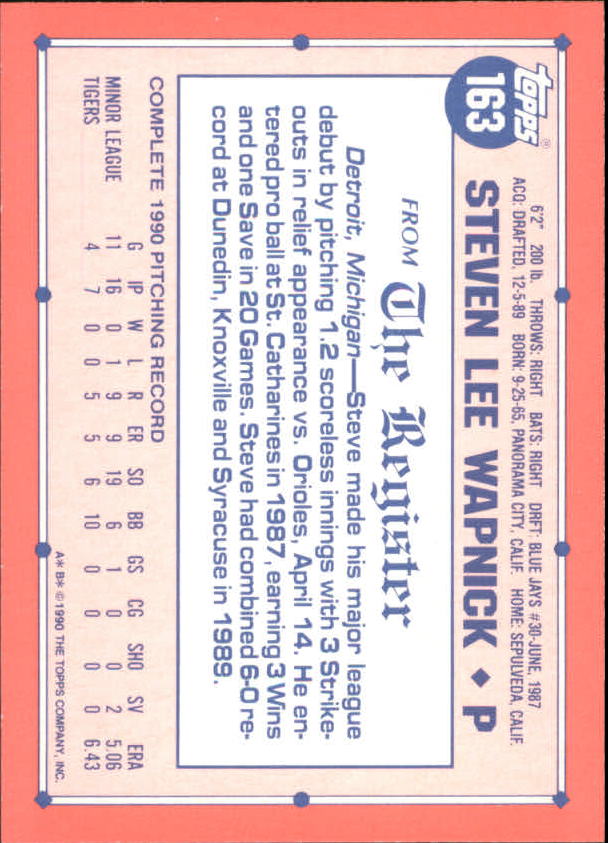 topps®
163
6'2" 200 lb. THROWS: RIGHT BATS: RIGHT DRFT: BLUE JAYS #30-JUNE, 1987
ACQ: DRAFTED, 12-5-89 BORN: 9-25-65, PANORAMA CITY, CALIF. HOME: SEPULVEDA, CALIF.
STEVEN LEE WAPNICK ♦ P
FROM The Register
Detroit, Michigan—Steve made his major league
debut by pitching 1.2 scoreless innings with 3 Strike-
outs in relief appearance vs. Orioles, April 14. He en-
tered pro ball at St. Catharines in 1987, earning 3 Wins
and one Save in 20 Games. Steve had combined 6-0 re-
cord at Dunedin, Knoxville and Syracuse in 1989.
COMPLETE 1990 PITCHING RECORD
G IP W L R ER SO BB GS CG SHO SV ERA
MINOR LEAGUE 11 16 0 1 9 9 19 6 1 0 0 2 5.06
TIGERS 4 7 0 0 5 5 6 10 0 0 0 0 6.43
A* B* © 1990 THE TOPPS COMPANY, INC.